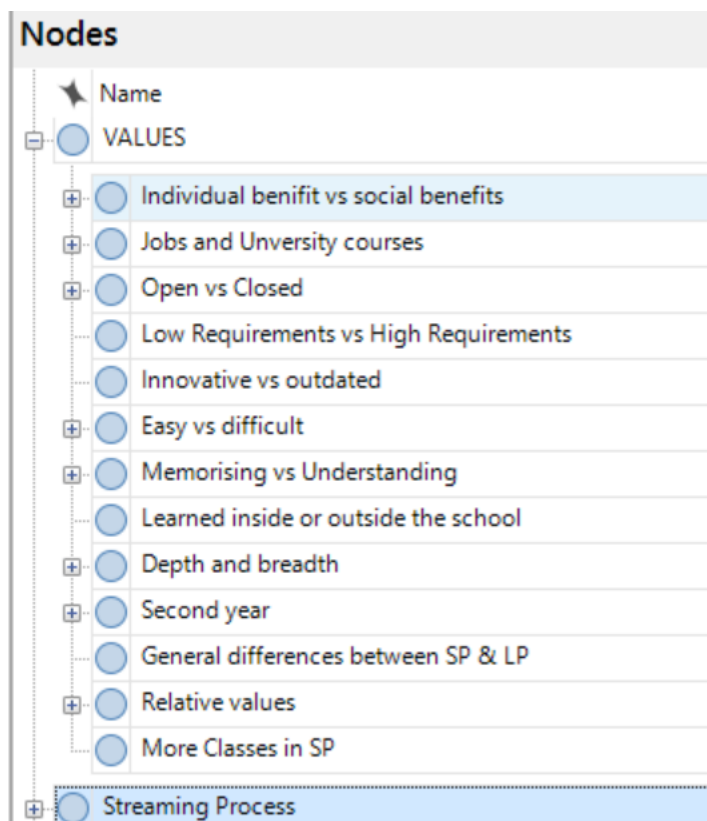 Nodes
Name
VALUES
Individual benifit vs social benefits
Jobs and Unversity courses
Open vs Closed
Low Requirements vs High Requirements
Innovative vs outdated
Easy vs difficult
Memorising vs Understanding
Learned inside or outside the school
Depth and breadth
Second year
General differences between SP & LP
Relative values
More Classes in SP
Streaming Process